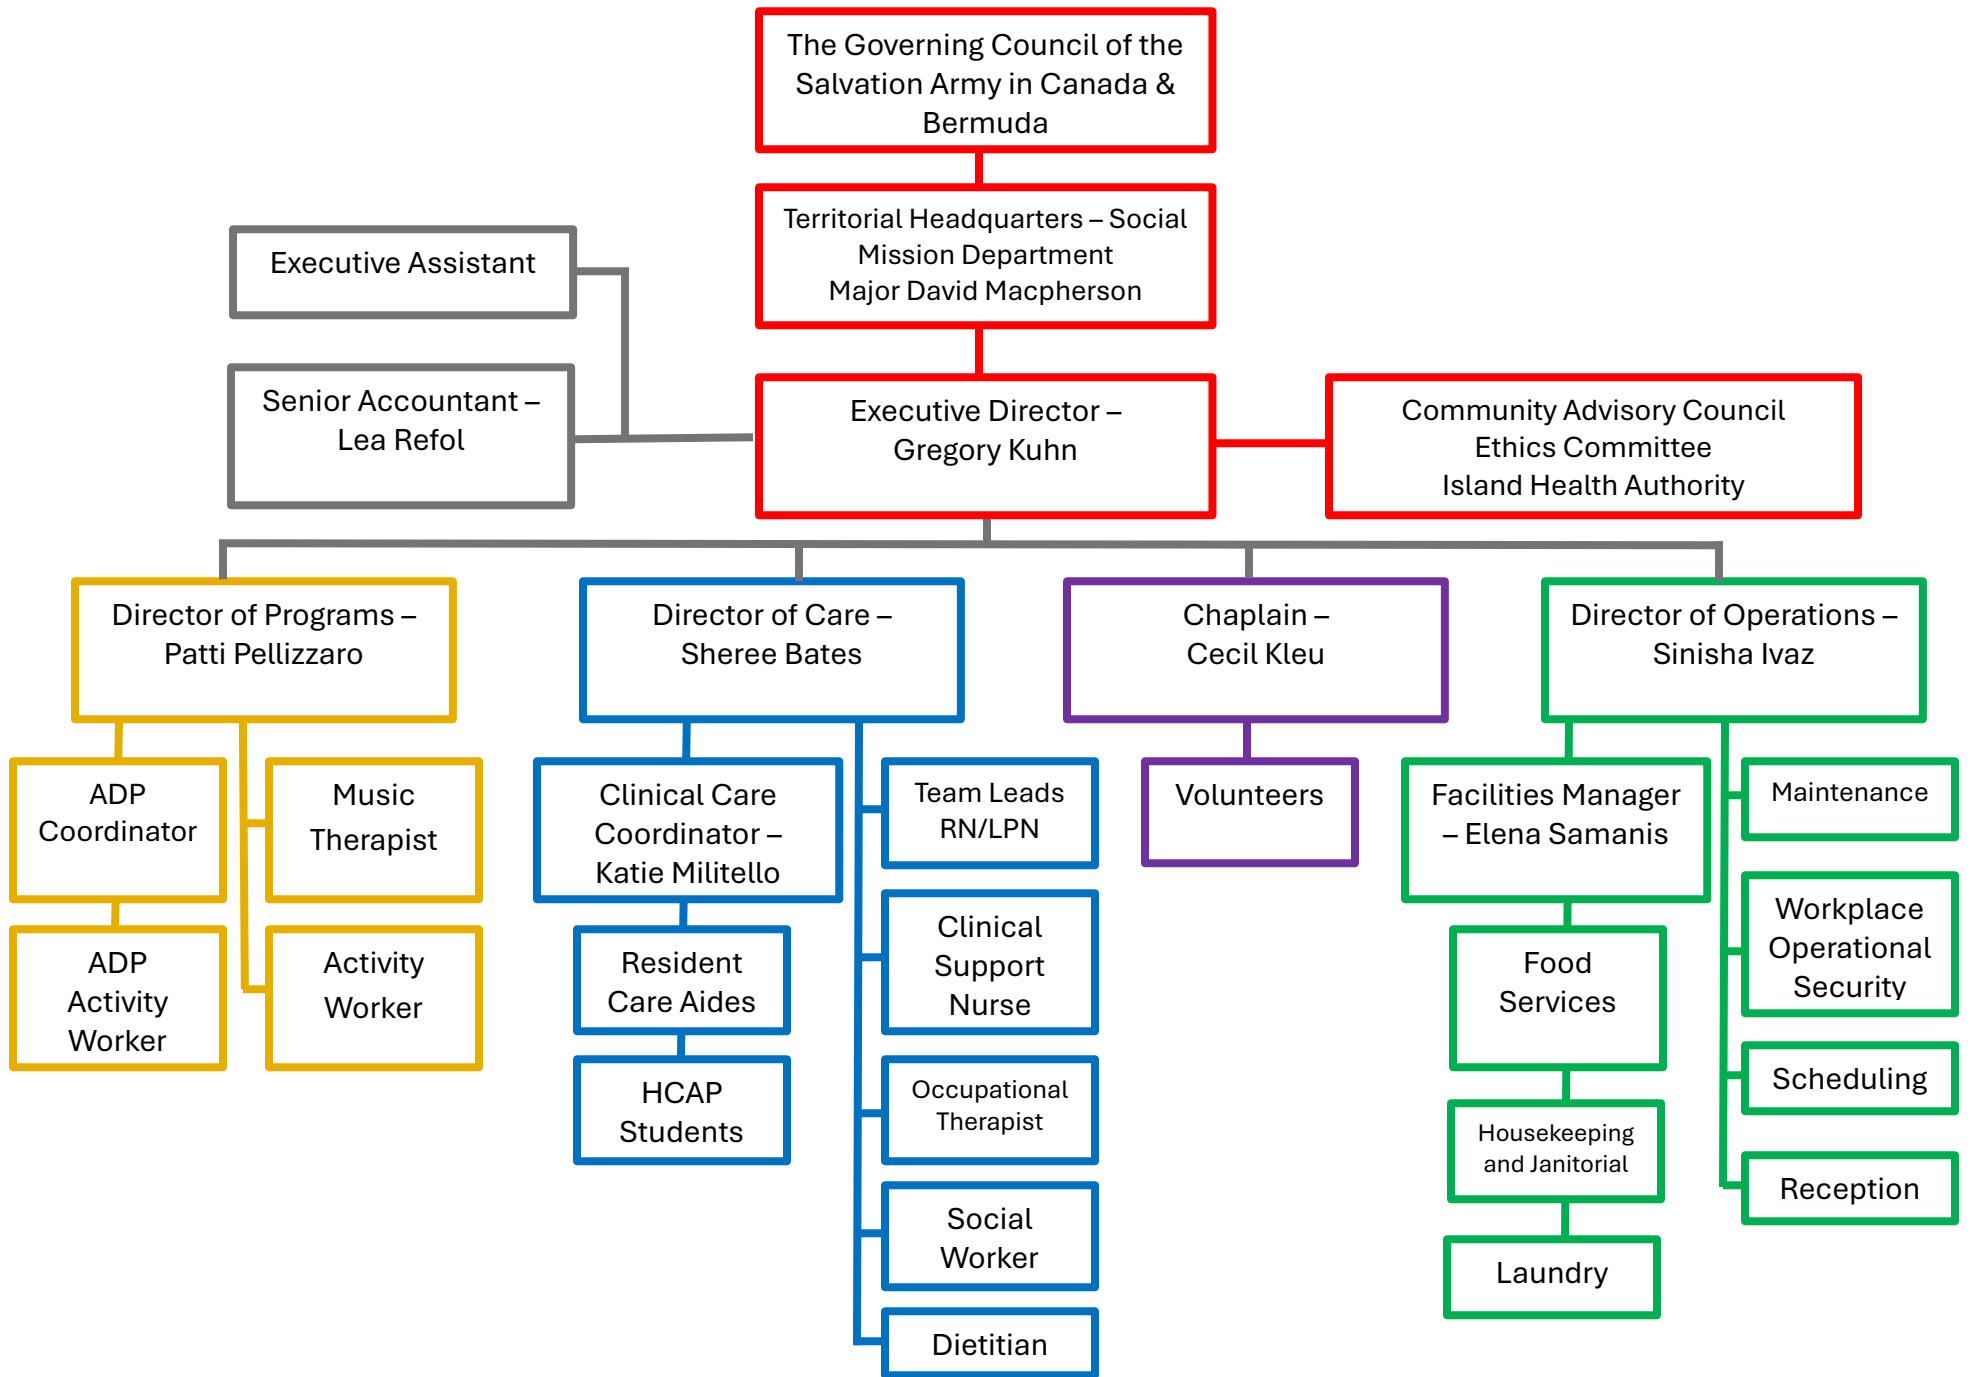 The Governing Council of the
Salvation Army in Canada &
Bermuda
Territorial Headquarters – Social
Mission Department
Major David Macpherson
Executive Assistant
Senior Accountant –
Lea Refol
Executive Director –
Gregory Kuhn
Community Advisory Council
Ethics Committee
Island Health Authority
Director of Programs –
Patti Pellizzaro
Director of Care –
Sheree Bates
Chaplain –
Cecil Kleu
Director of Operations –
Sinisha Ivaz
ADP
Coordinator
Music
Therapist
ADP
Activity
Worker
Activity
Worker
Clinical Care
Coordinator –
Katie Militello
Resident
Care Aides
HCAP
Students
Team Leads
RN/LPN
Clinical
Support
Nurse
Occupational
Therapist
Social
Worker
Dietitian
Volunteers
Facilities Manager
– Elena Samanis
Food
Services
Housekeeping
and Janitorial
Laundry
Maintenance
Workplace
Operational
Security
Scheduling
Reception